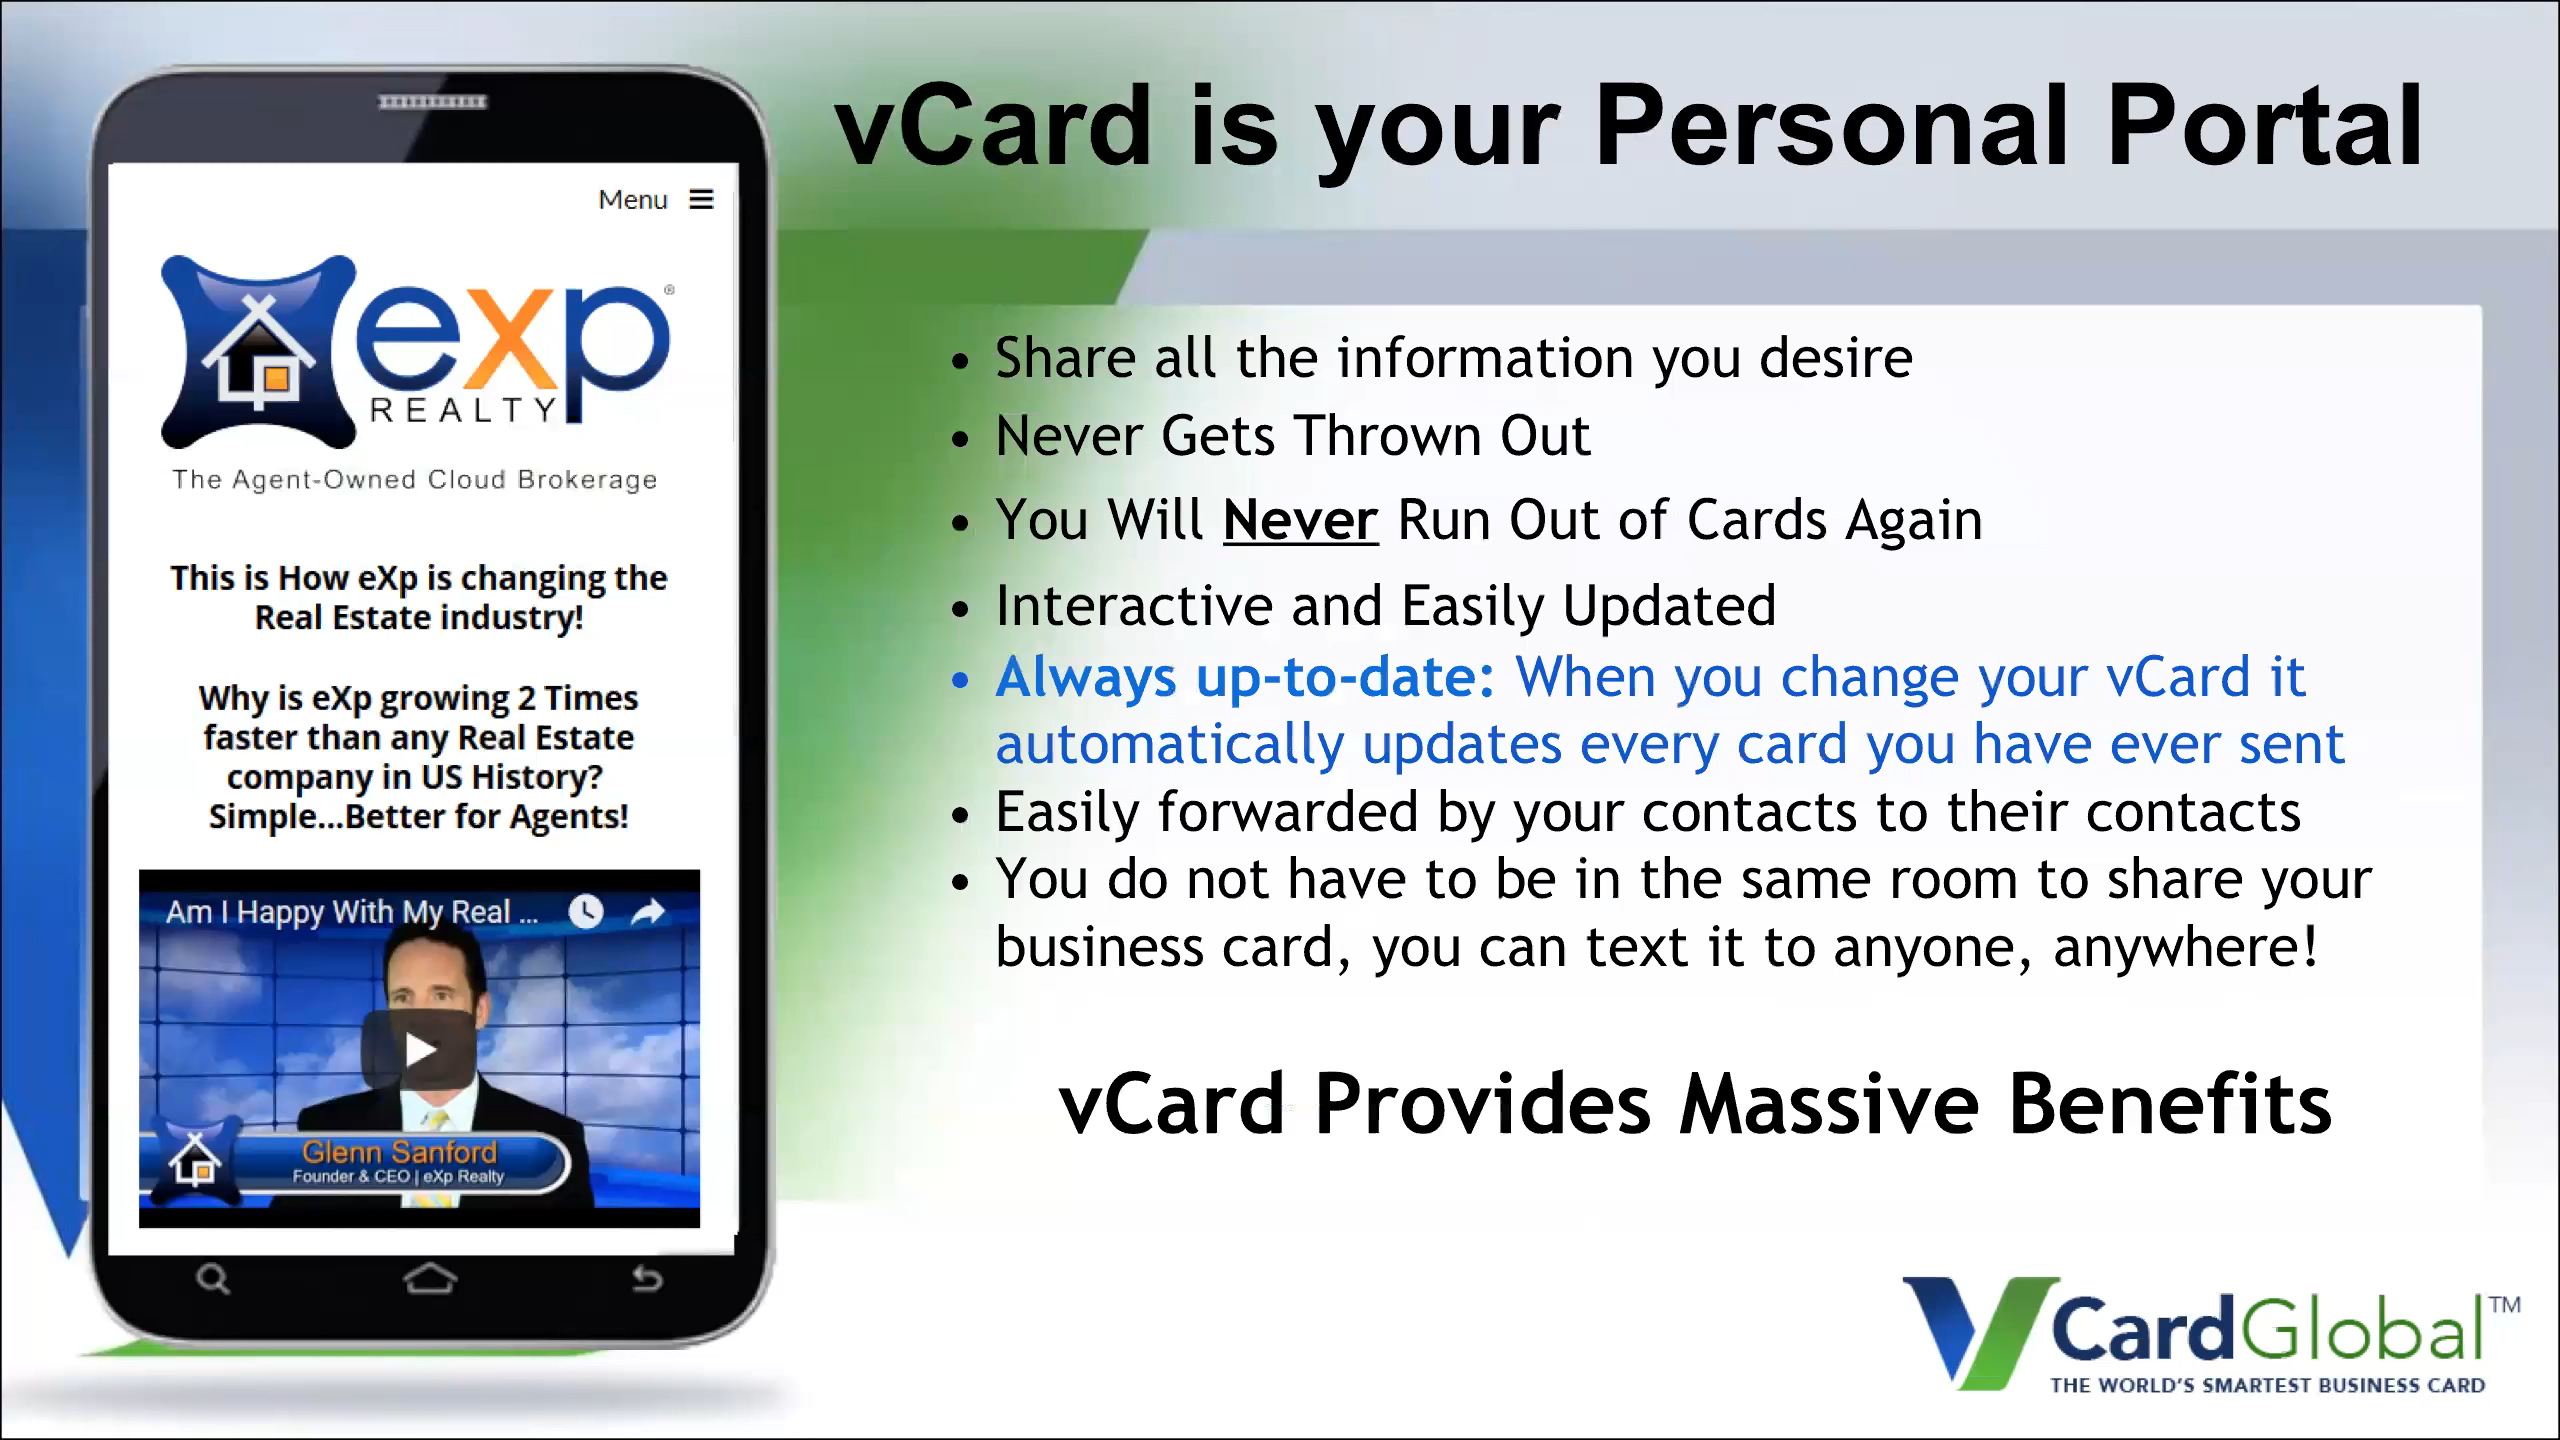 vCard is your Personal Portal
Menu
eXp®
REALTY
The Agent-Owned Cloud Brokerage
This is How eXp is changing the
Real Estate industry!
Why is eXp growing 2 Times
faster than any Real Estate
company in US History?
Simple...Better for Agents!
Am I Happy With My Real ...
Glenn Sanford
Founder & CEO | eXp Realty
• Share all the information you desire
• Never Gets Thrown Out
• You Will Never Run Out of Cards Again
• Interactive and Easily Updated
• Always up-to-date: When you change your vCard it
automatically updates every card you have ever sent
• Easily forwarded by your contacts to their contacts
• You do not have to be in the same room to share your
business card, you can text it to anyone, anywhere!
vCard Provides Massive Benefits
VCardGlobal™
THE WORLD'S SMARTEST BUSINESS CARD